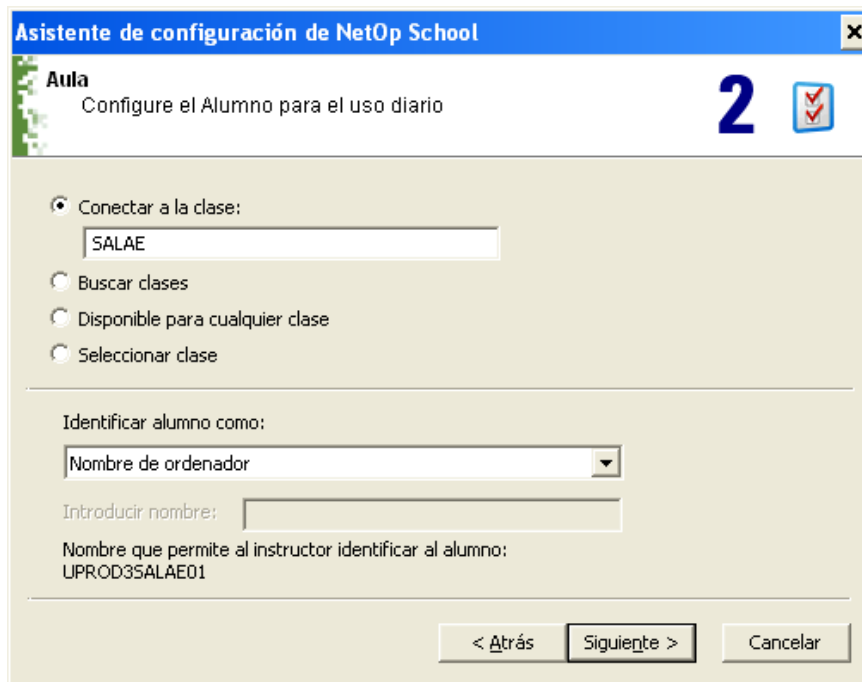 Asistente de configuración de NetOp School
Aula
Configure el Alumno para el uso diario
2
Conectar a la clase:
SALAE
Buscar clases
Disponible para cualquier clase
Seleccionar clase
Identificar alumno como:
Nombre de ordenador
Introducir nombre:
Nombre que permite al instructor identificar al alumno:
UPROD3SALAE01
< Atrás Siguiente > Cancelar